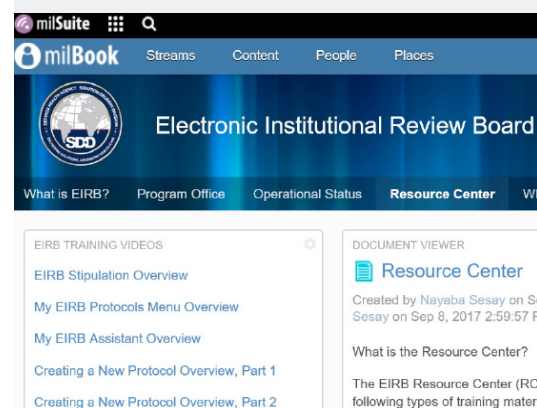 milSuite
milBook Streams Content People Places
SDD
Electronic Institutional Review Board
What is EIRB? Program Office Operational Status Resource Center
EIRB TRAINING VIDEOS
EIRB Stipulation Overview
My EIRB Protocols Menu Overview
My EIRB Assistant Overview
Creating a New Protocol Overview, Part 1
Creating a New Protocol Overview, Part 2
DOCUMENT VIEWER
Resource Center
Created by Nayaba Sesay on
Sesay on Sep 8, 2017 2:59:57
What is the Resource Center?
The EIRB Resource Center (RC
following types of training mater